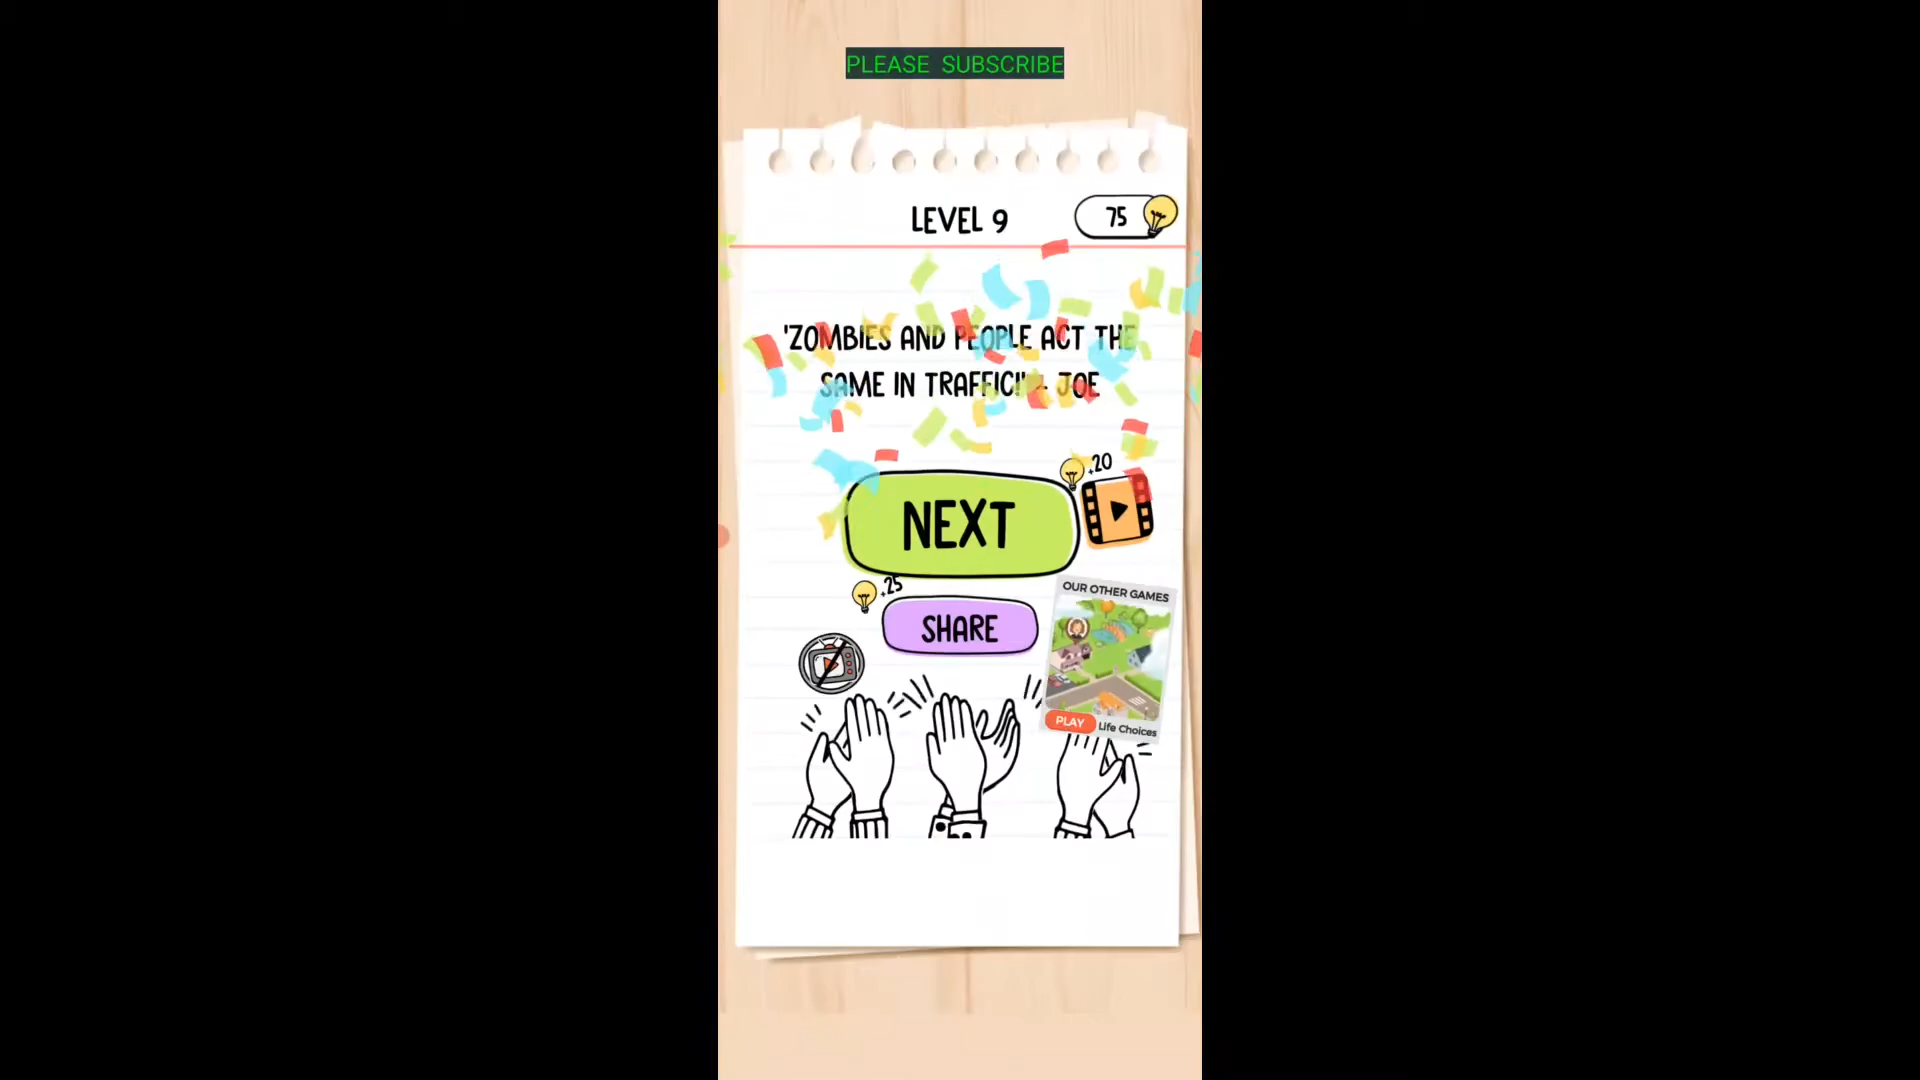 PLEASE SUBSCRIBE
LEVEL 9
75
'ZOMBIES AND PEOPLE ACT THE
SAME IN TRAFFIC!!' - JOE
+20
NEXT
+25
SHARE
OUR OTHER GAMES
PLAY Life Choices